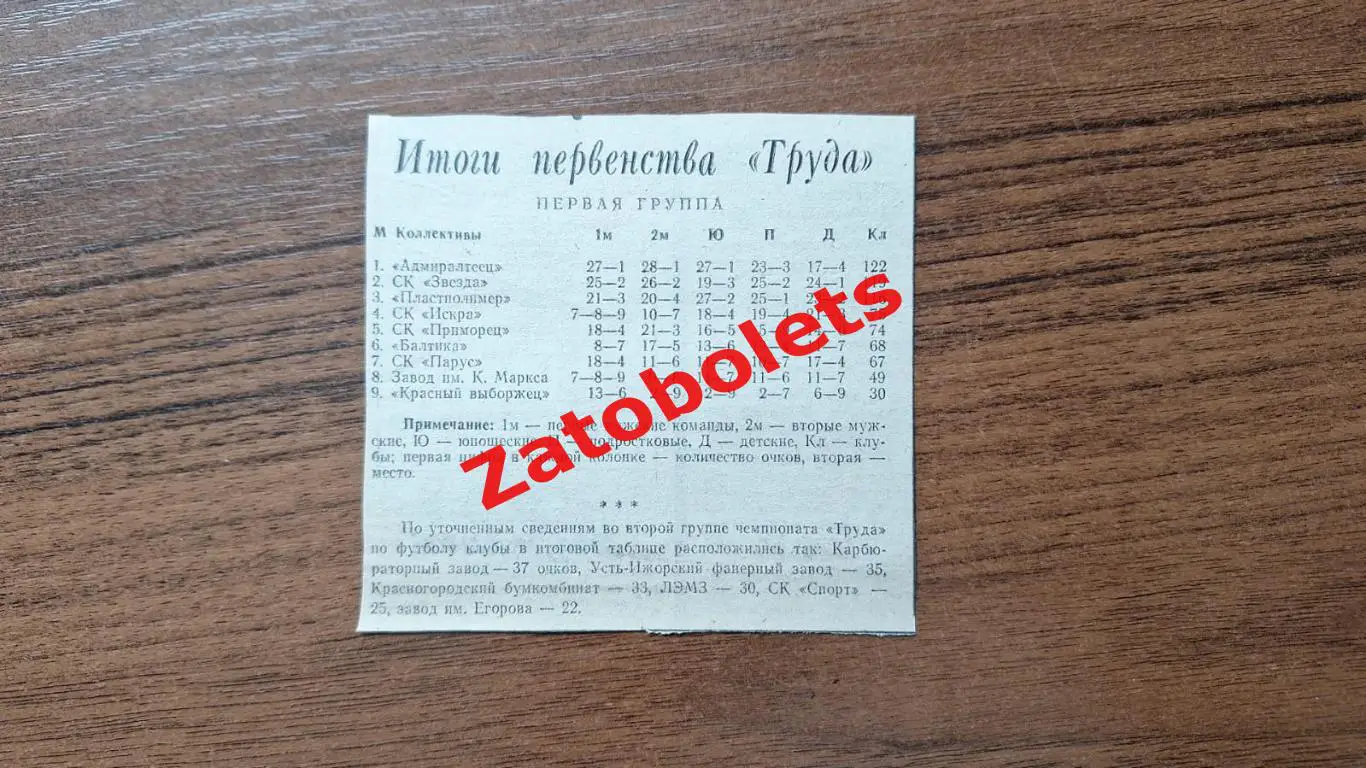 Итоги первенства «Труда»
ПЕРВАЯ ГРУППА
М Коллективы 1м 2м Ю П Д Кл
1. «Адмиралтеец» 27—1 28—1 27—1 23—3 17—4 122
2. СК «Звезда» 25—2 26—2 19—3 25—2 24—1
3. «Пластполимер» 21—3 20—4 27—2 25—1
4. СК «Искра» 7—8—9 10—7 18—4 19—4
5. СК «Приморец» 18—4 21—3 16—5 74
6. «Балтика» 8—7 17—5 13—6 68
7. СК «Парус» 18—4 11—6 17—4 67
8. Завод им. К. Маркса 7—8—9 11—6 11—7 49
9. «Красный выборжец» 13—6 2—9 2—7 6—9 30
Примечание: 1м — команды, 2м — вторые муж-
ские, Ю — юношеские, П — подростковые, Д — детские, Кл — клу-
бы; первая цифра в каждой колонке — количество очков, вторая —
место.
* * *
По уточненным сведениям во второй группе чемпионата «Труда»
по футболу клубы в итоговой таблице расположились так: Карбю-
раторный завод — 37 очков, Усть-Ижорский фанерный завод — 35,
Красногородский бумкомбинат — 33, ЛЭМЗ — 30, СК «Спорт» —
25, завод им. Егорова — 22.
Zatobolets